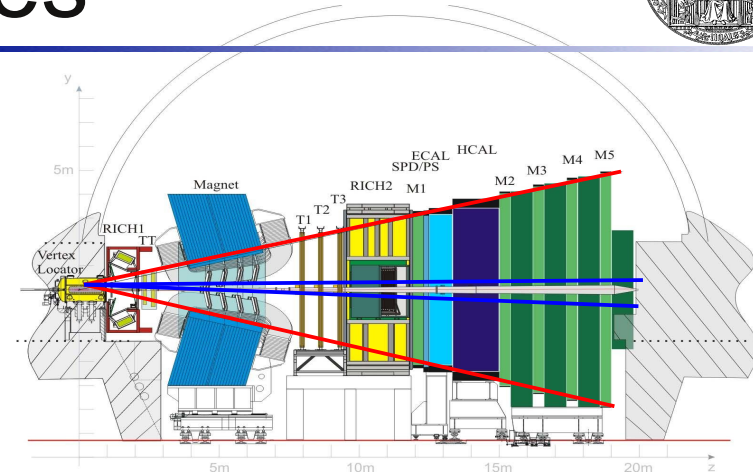 y
5m
Magnet
RICH1
TT
Vertex
Locator
T1
T2
T3
RICH2
M1
SPD/PS
ECAL
HCAL
M2
M3
M4
M5
5m
10m
15m
20m
z